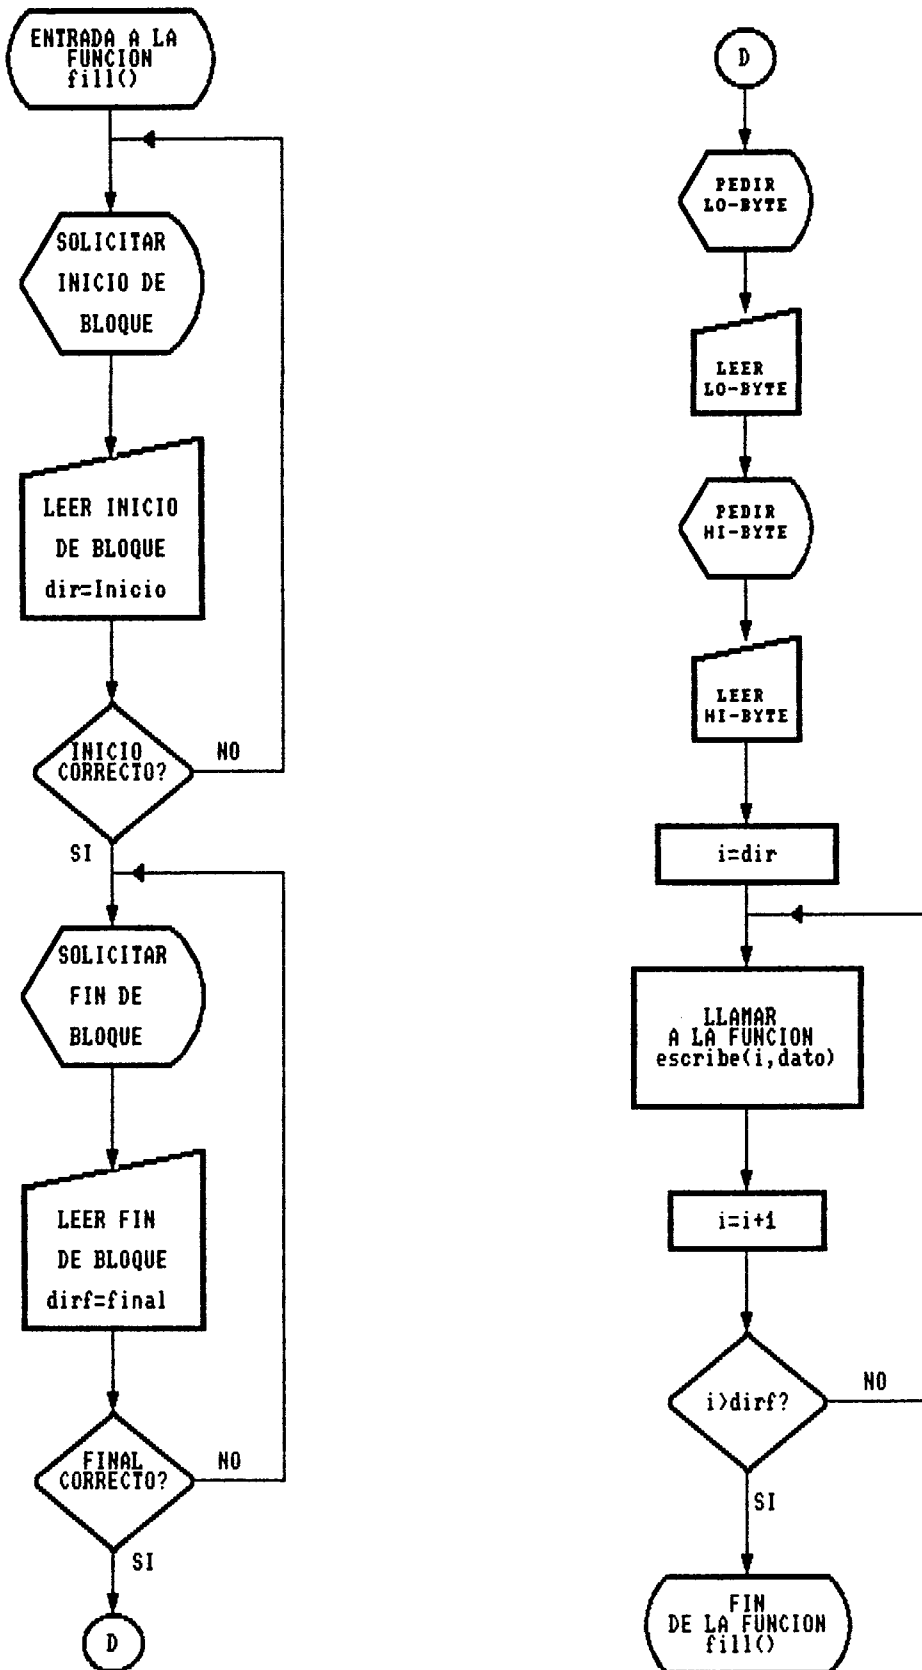 ENTRADA A LA
FUNCION
fill()
SOLICITAR
INICIO DE
BLOQUE
LEER INICIO
DE BLOQUE
dir=Inicio
INICIO
CORRECTO?
NO
SI
SOLICITAR
FIN DE
BLOQUE
LEER FIN
DE BLOQUE
dirf=final
FINAL
CORRECTO?
NO
SI
D
D
PEDIR
LO-BYTE
LEER
LO-BYTE
PEDIR
HI-BYTE
LEER
HI-BYTE
i=dir
LLAMAR
A LA FUNCION
escribe(i,dato)
i=i+1
i>dirf?
NO
SI
FIN
DE LA FUNCION
fill()